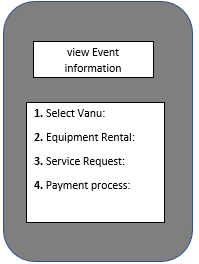 view Event
information
1. Select Vanu:
2. Equipment Rental:
3. Service Request:
4. Payment process: